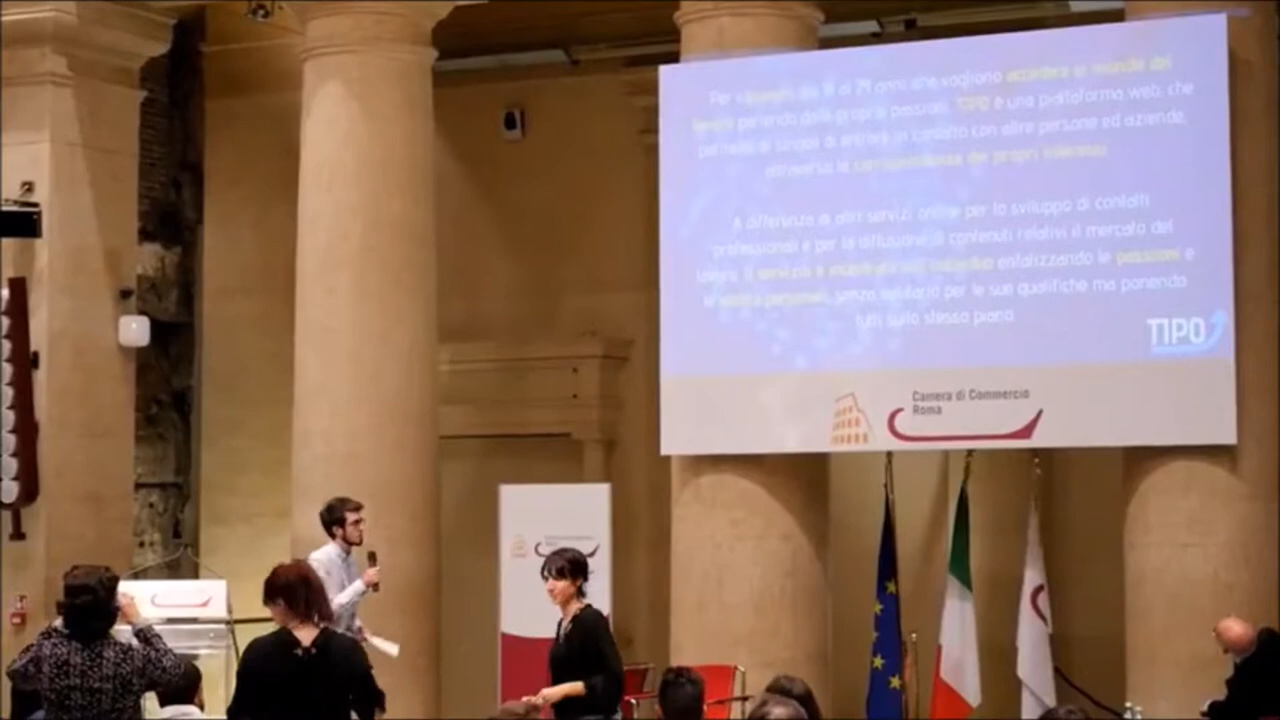 Per i giovani dai 18 ai 29 anni che vogliono accedere al mondo del
lavoro partendo dalle proprie passioni, TIPO è una piattaforma web che
permette ai singoli di entrare in contatto con altre persone ed aziende,
attraverso la corrispondenza dei propri interessi
A differenza di altri servizi online per lo sviluppo di contatti
professionali e per la diffusione di contenuti relativi il mercato del
lavoro, il servizio è incentrato enfatizzando le passioni e
le personali, senza valutarlo per le sue qualifiche ma ponendo
tutti sullo stesso piano
TIPO
Camera di Commercio
Roma